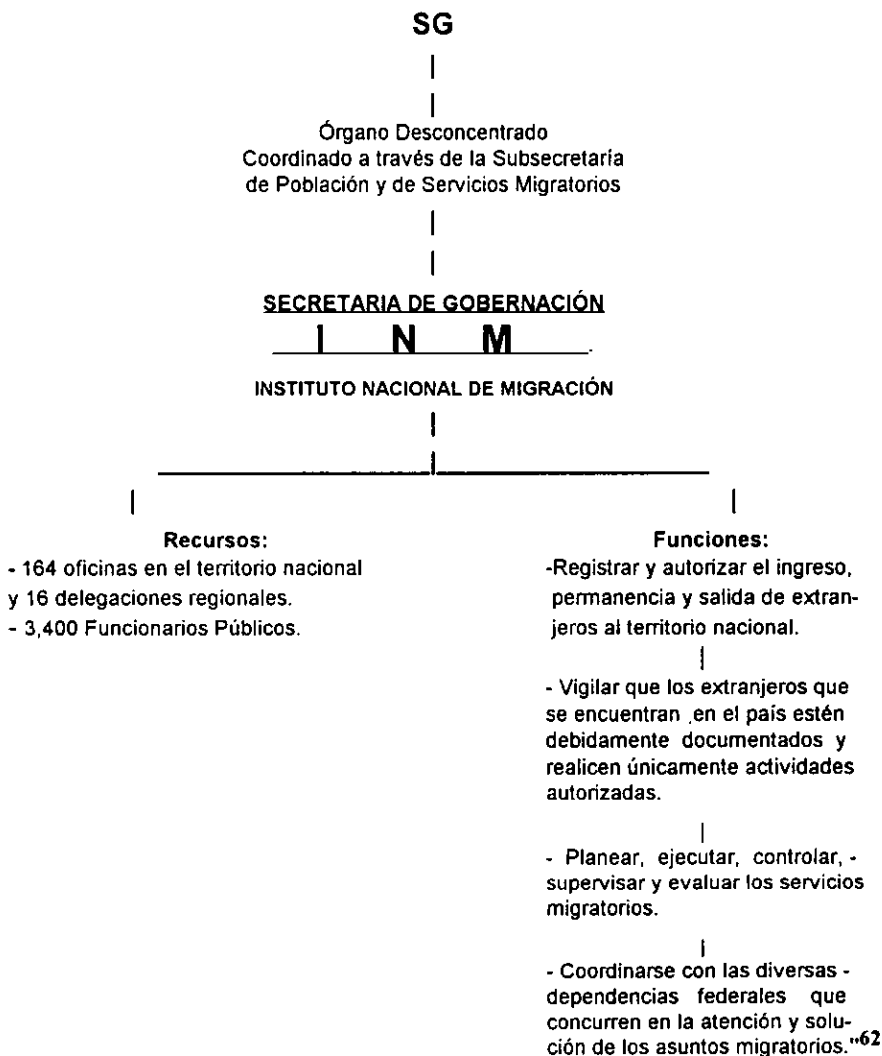 SG
Órgano Desconcentrado
Coordinado a través de la Subsecretaría
de Población y de Servicios Migratorios
SECRETARIA DE GOBERNACIÓN
I N M
INSTITUTO NACIONAL DE MIGRACIÓN
Recursos:
- 164 oficinas en el territorio nacional
y 16 delegaciones regionales.
- 3,400 Funcionarios Públicos.
Funciones:
-Registrar y autorizar el ingreso,
permanencia y salida de extran-
jeros al territorio nacional.
- Vigilar que los extranjeros que
se encuentran en el país estén
debidamente documentados y
realicen únicamente actividades
autorizadas.
- Planear, ejecutar, controlar, -
supervisar y evaluar los servicios
migratorios.
- Coordinarse con las diversas -
dependencias federales que
concurren en la atención y solu-
ción de los asuntos migratorios."62